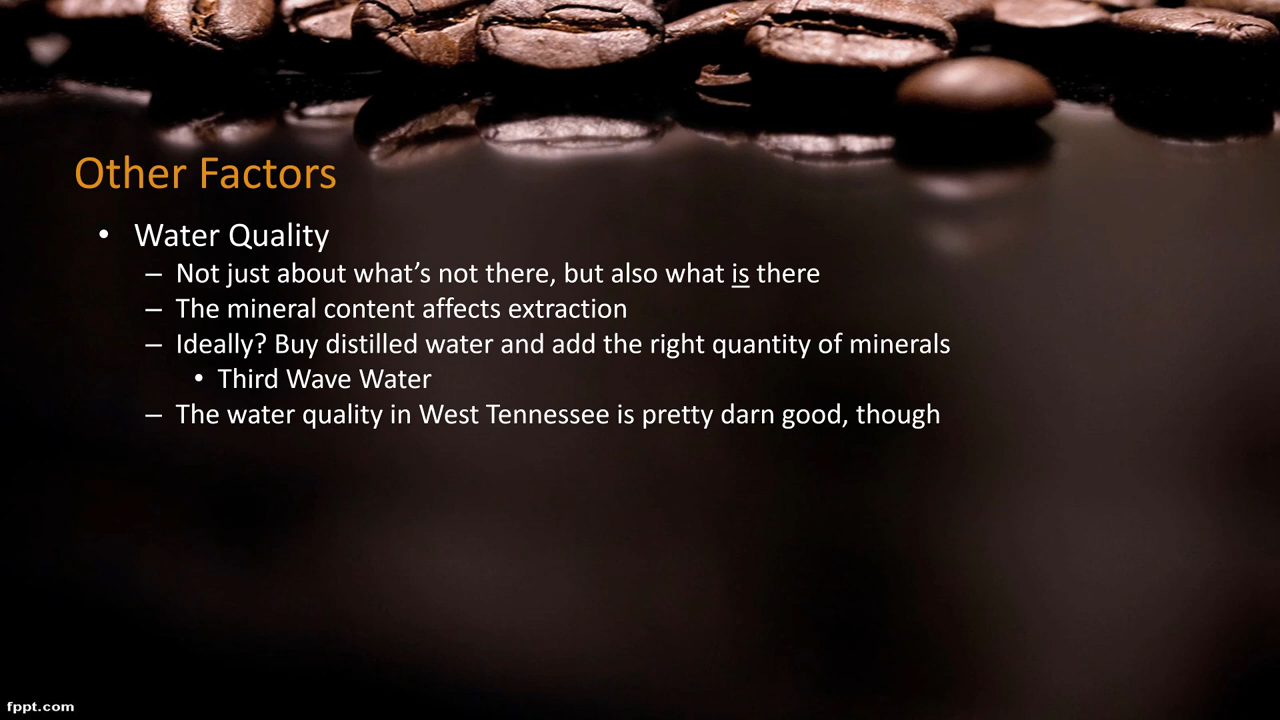 Other Factors
• Water Quality
– Not just about what’s not there, but also what is there
– The mineral content affects extraction
– Ideally? Buy distilled water and add the right quantity of minerals
• Third Wave Water
– The water quality in West Tennessee is pretty darn good, though
fppt.com